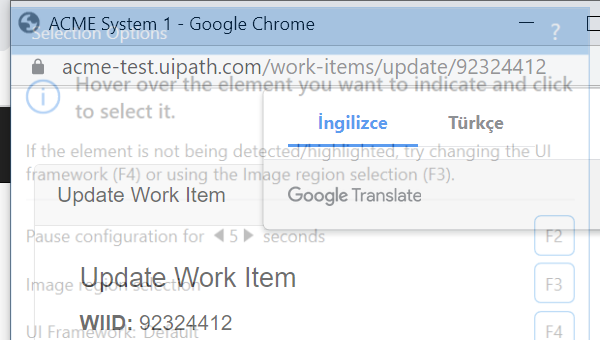 ACME System 1 - Google Chrome
Selection Options ?
acme-test.uipath.com/work-items/update/92324412
Hover over the element you want to indicate and click
to select it.
İngilizce Türkçe
If the element is not being detected/highlighted, try changing the UI
framework (F4) or using the Image region selection (F3).
Update Work Item
Google Translate
Pause configuration for 5 seconds F2
Update Work Item
Image region selection F3
WIID: 92324412
UI Framework: Default F4